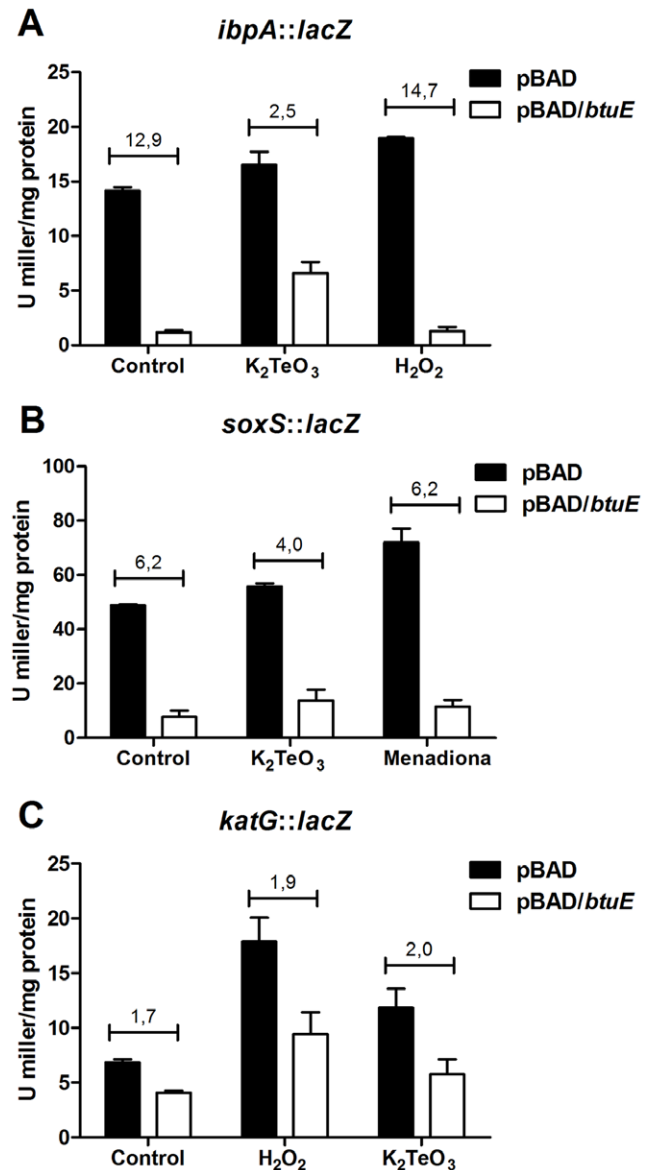 A
ibpA::lacZ
pBAD
pBAD/btuE
U miller/mg protein
25
20
15
10
5
0
12,9
2,5
14,7
Control
K₂TeO₃
H₂O₂
B
soxS::lacZ
pBAD
pBAD/btuE
U miller/mg protein
100
80
60
40
20
0
6,2
4,0
6,2
Control
K₂TeO₃
Menadiona
C
katG::lacZ
pBAD
pBAD/btuE
U miller/mg protein
25
20
15
10
5
0
1,7
1,9
2,0
Control
H₂O₂
K₂TeO₃